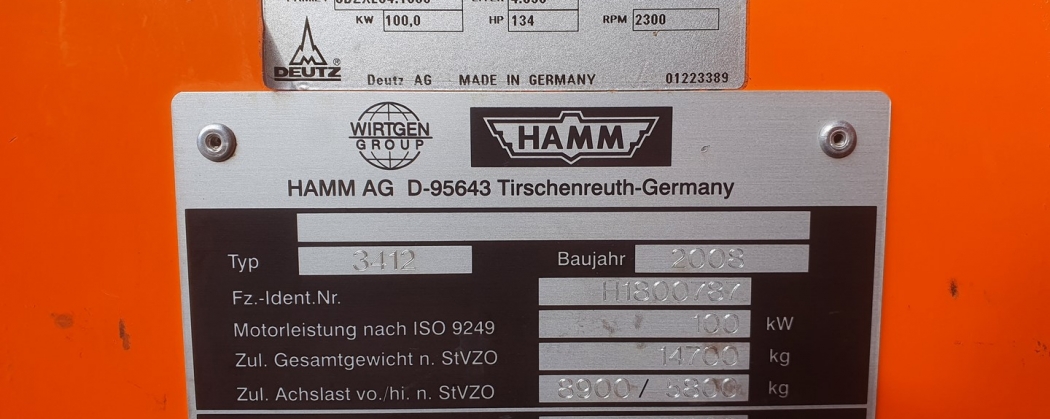 KW 100,0 HP 134 RPM 2300
DEUTZ®
Deutz AG MADE IN GERMANY 01223389
WIRTGEN GROUP HAMM
HAMM AG D-95643 Tirschenreuth-Germany
Typ 3412 Baujahr 2008
Fz.-Ident.Nr. H1800787
Motorleistung nach ISO 9249 100 kW
Zul. Gesamtgewicht n. StVZO 14700 kg
Zul. Achslast vo./hi. n. StVZO 8900 / 5800 kg